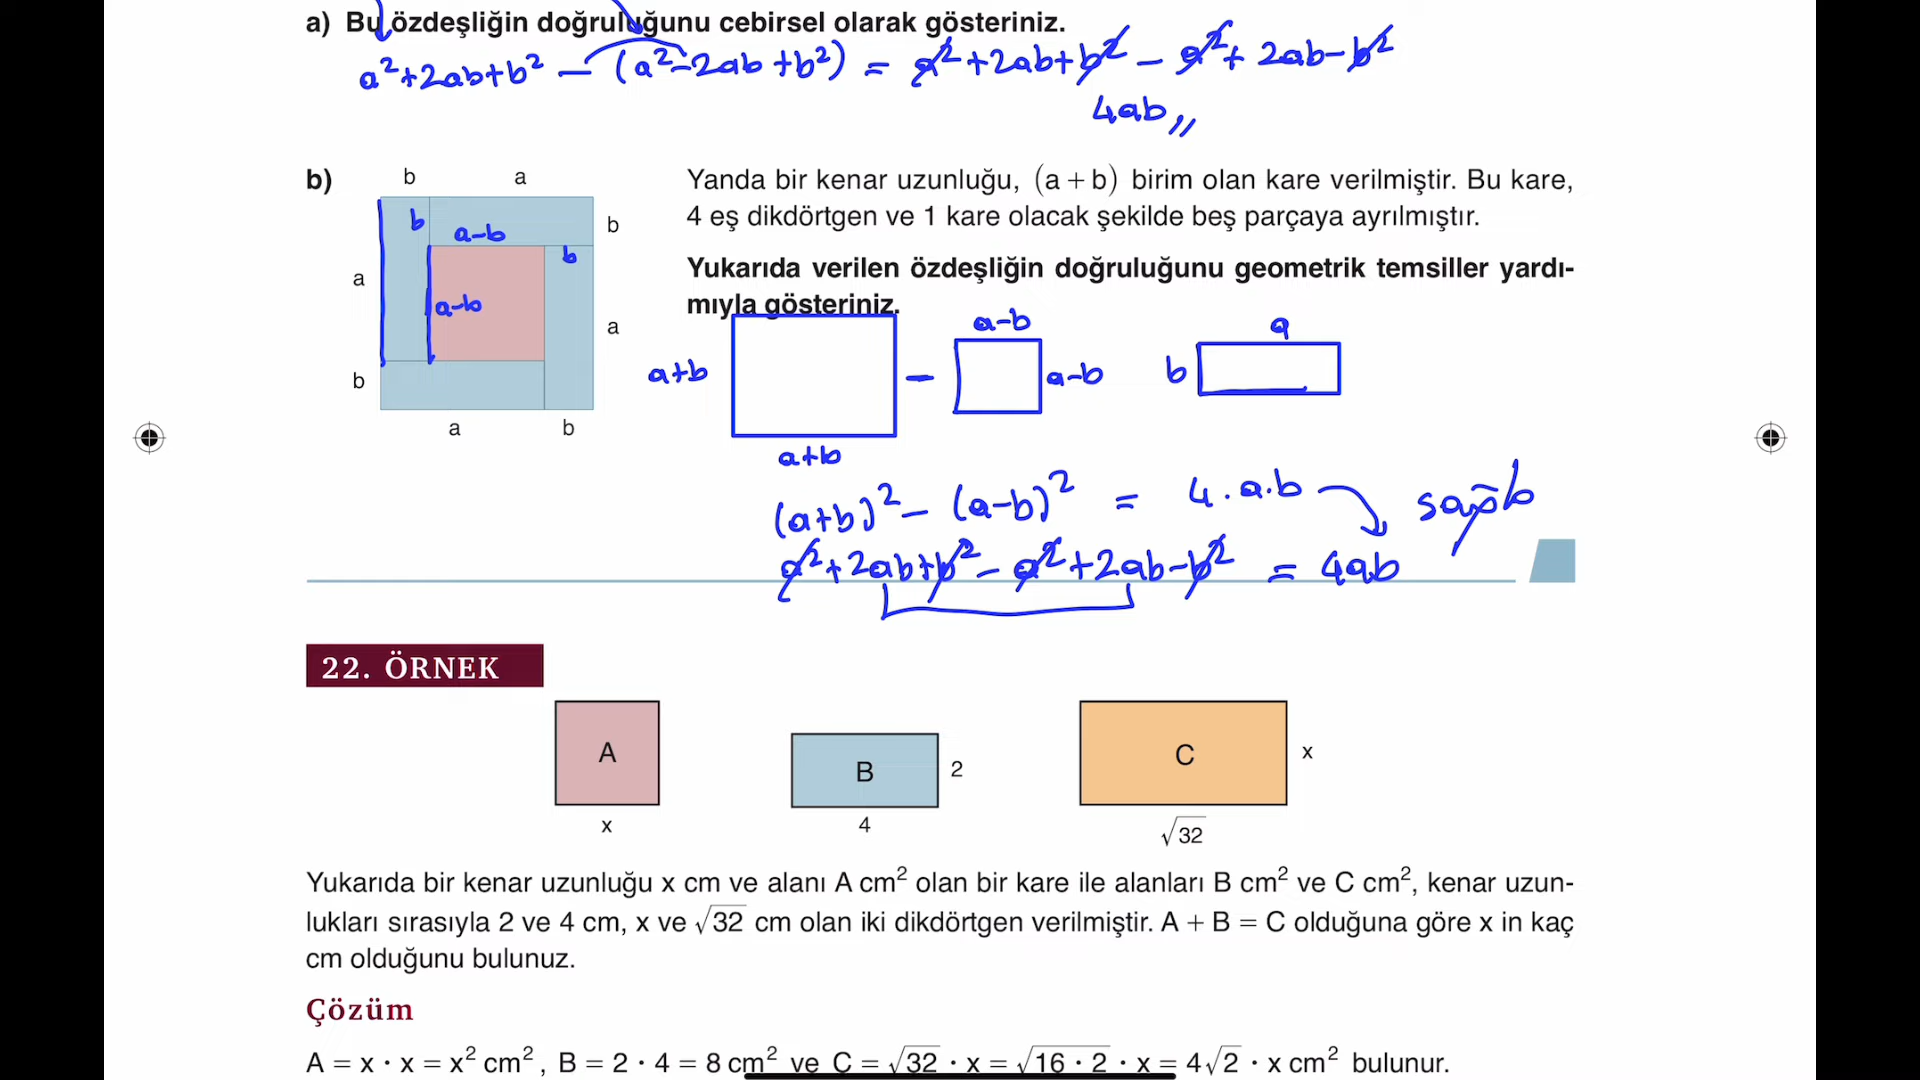 a) Bu özdeşliğin doğruluğunu cebirsel olarak gösteriniz.
a²+2ab+b² - (a²-2ab+b²) = a²+2ab+b² - a²+2ab-b²
4ab,,
b) b a
b
a-b
b
b
a
a-b
a
b
a b
Yanda bir kenar uzunluğu, (a + b) birim olan kare verilmiştir. Bu kare,
4 eş dikdörtgen ve 1 kare olacak şekilde beş parçaya ayrılmıştır.
Yukarıda verilen özdeşliğin doğruluğunu geometrik temsiller yardı-
mıyla gösteriniz.
a-b a
a+b - a-b b
a+b
(a+b)² - (a-b)² = 4.a.b
a²+2ab+b² - a²+2ab-b² = 4ab
22. ÖRNEK
A B 2 C x
x 4 √32
Yukarıda bir kenar uzunluğu x cm ve alanı A cm² olan bir kare ile alanları B cm² ve C cm², kenar uzun-
lukları sırasıyla 2 ve 4 cm, x ve √32 cm olan iki dikdörtgen verilmiştir. A + B = C olduğuna göre x in kaç
cm olduğunu bulunuz.
Çözüm
A = x · x = x² cm², B = 2 · 4 = 8 cm² ve C = √32 · x = √16 · 2 · x = 4√2 · x cm² bulunur.